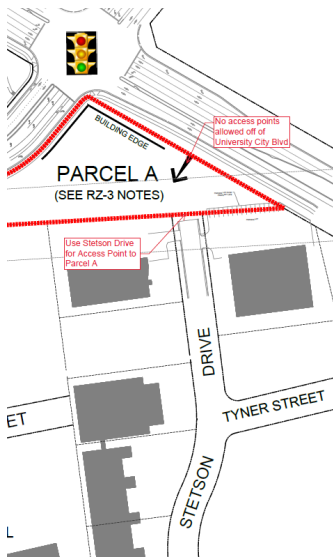 No access points
allowed off of
University City Blvd
BUILDING EDGE
PARCEL A
(SEE RZ-3 NOTES)
Use Stetson Drive
for Access Point to
Parcel A
DRIVE
TYNER STREET
ET
STETSON
L